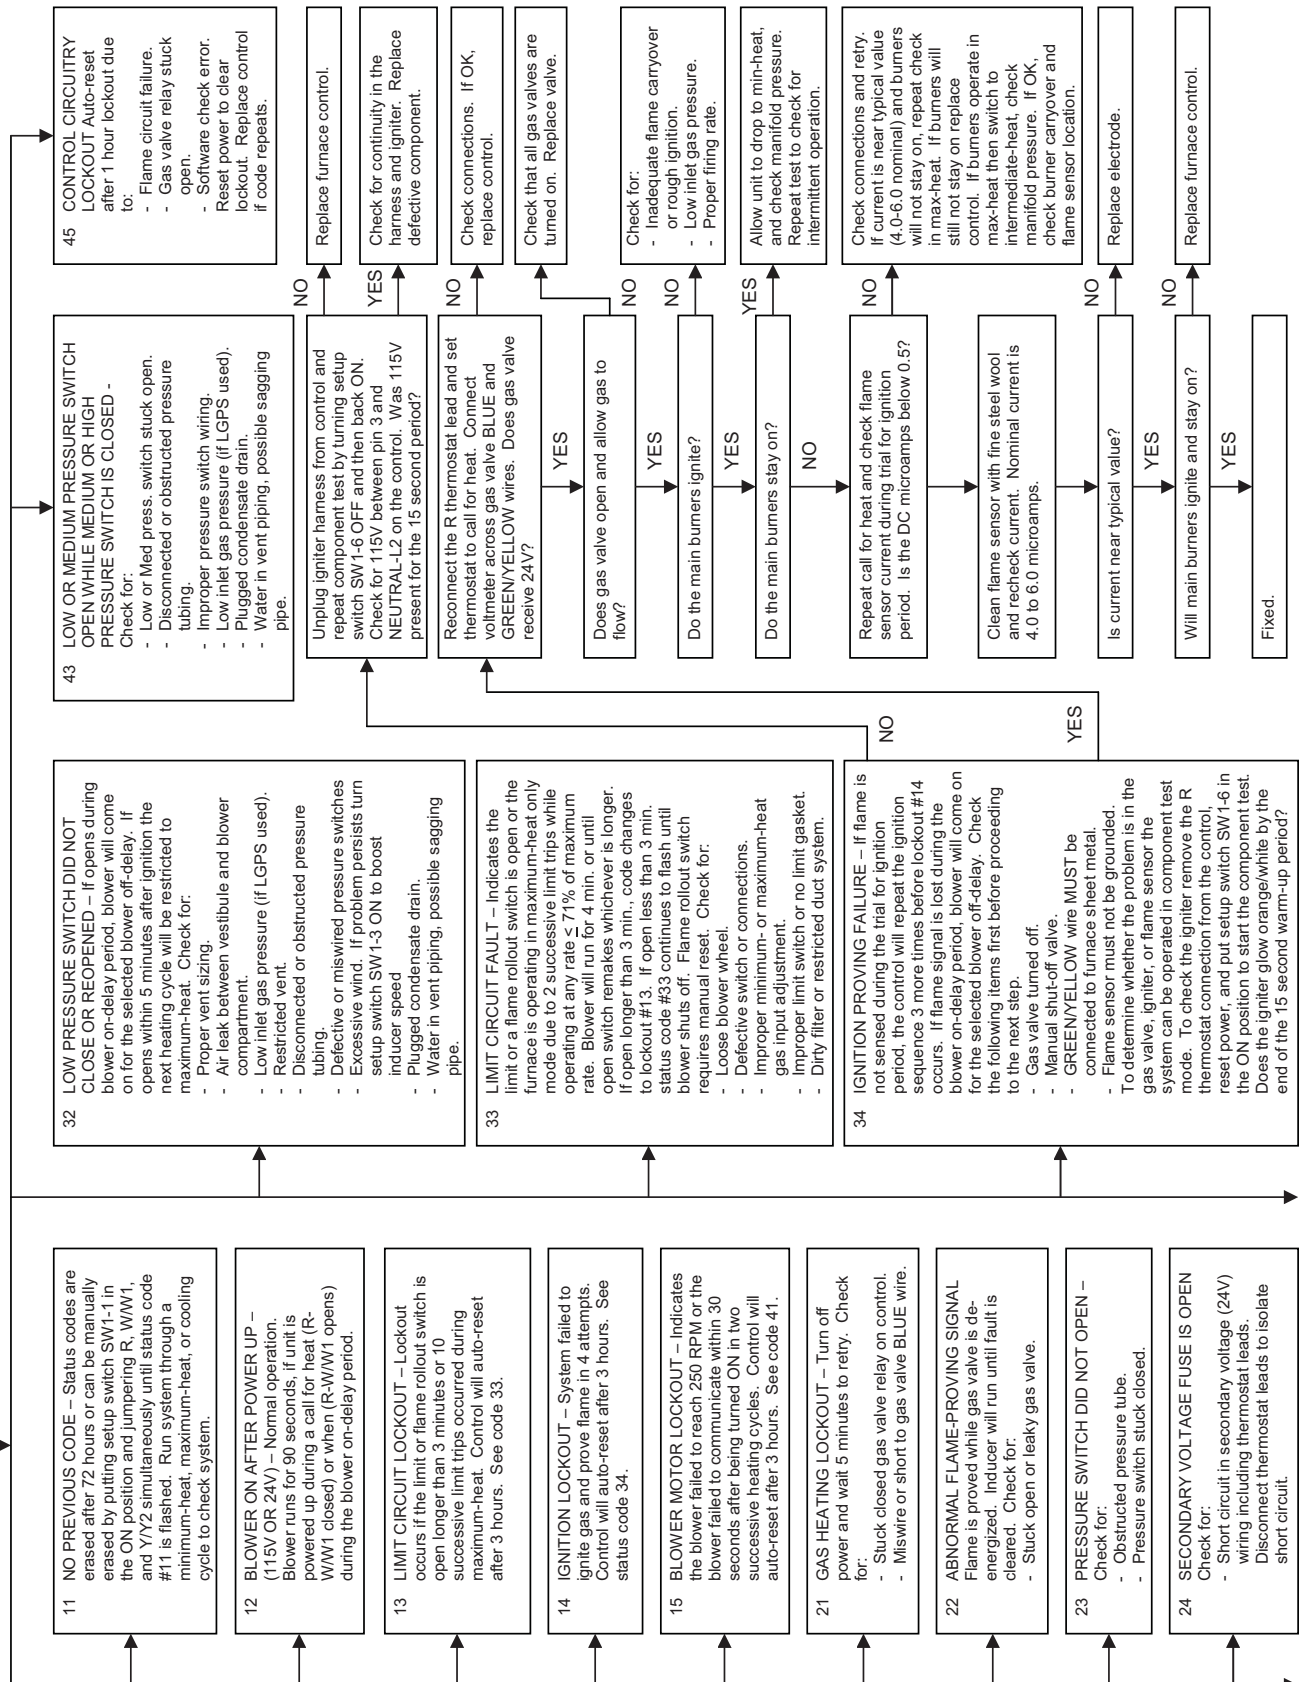 11 NO PREVIOUS CODE – Status codes are
erased after 72 hours or can be manually
erased by putting setup switch SW1-1 in
the ON position and jumpering R, W/W1,
and Y/Y2 simultaneously until status code
#11 is flashed. Run system through a
minimum-heat, maximum-heat, or cooling
cycle to check system.
12 BLOWER ON AFTER POWER UP –
(115V OR 24V) – Normal operation.
Blower runs for 90 seconds, if unit is
powered up during a call for heat (R-
W/W1 closed) or when (R-W/W1 opens)
during the blower on-delay period.
13 LIMIT CIRCUIT LOCKOUT – Lockout
occurs if the limit or flame rollout switch is
open longer than 3 minutes or 10
successive limit trips occurred during
maximum-heat. Control will auto-reset
after 3 hours. See code 33.
14 IGNITION LOCKOUT – System failed to
ignite gas and prove flame in 4 attempts.
Control will auto-reset after 3 hours. See
status code 34.
15 BLOWER MOTOR LOCKOUT – Indicates
the blower failed to reach 250 RPM or the
blower failed to communicate within 30
seconds after being turned ON in two
successive heating cycles. Control will
auto-reset after 3 hours. See code 41.
21 GAS HEATING LOCKOUT – Turn off
power and wait 5 minutes to retry. Check
for:
- Stuck closed gas valve relay on control.
- Miswire or short to gas valve BLUE wire.
22 ABNORMAL FLAME-PROVING SIGNAL
Flame is proved while gas valve is de-
energized. Inducer will run until fault is
cleared. Check for:
- Stuck open or leaky gas valve.
23 PRESSURE SWITCH DID NOT OPEN –
Check for:
- Obstructed pressure tube.
- Pressure switch stuck closed.
24 SECONDARY VOLTAGE FUSE IS OPEN
Check for:
- Short circuit in secondary voltage (24V)
wiring including thermostat leads.
Disconnect thermostat leads to isolate
short circuit.
32 LOW PRESSURE SWITCH DID NOT
CLOSE OR REOPENED – If opens during
blower on-delay period, blower will come
on for the selected blower off-delay. If
opens within 5 minutes after ignition the
next heating cycle will be restricted to
maximum-heat. Check for:
- Proper vent sizing.
- Air leak between vestibule and blower
compartment.
- Low inlet gas pressure (if LGPS used).
- Restricted vent.
- Disconnected or obstructed pressure
tubing.
- Defective or miswired pressure switches
- Excessive wind. If problem persists turn
setup switch SW 1-3 ON to boost
inducer speed
- Plugged condensate drain.
- Water in vent piping, possible sagging
pipe.
33 LIMIT CIRCUIT FAULT – Indicates the
limit or a flame rollout switch is open or the
furnace is operating in maximum-heat only
mode due to 2 successive limit trips while
operating at any rate ≤ 71% of maximum
rate. Blower will run for 4 min. or until
open switch remakes whichever is longer.
If open longer than 3 min., code changes
to lockout #13. If open less than 3 min.
status code #33 continues to flash until
blower shuts off. Flame rollout switch
requires manual reset. Check for:
- Loose blower wheel.
- Defective switch or connections.
- Improper minimum- or maximum-heat
gas input adjustment.
- Improper limit switch or no limit gasket.
- Dirty filter or restricted duct system.
34 IGNITION PROVING FAILURE – If flame is
not sensed during the trial for ignition
period, the control will repeat the ignition
sequence 3 more times before lockout #14
occurs. If flame signal is lost during the
blower on-delay period, blower will come on
for the selected blower off-delay. Check
the following items first before proceeding
to the next step.
- Gas valve turned off.
- Manual shut-off valve.
- GREEN/YELLOW wire MUST BE
connected to furnace sheet metal.
- Flame sensor must not be grounded.
To determine whether the problem is in the
gas valve, igniter, or flame sensor the
system can be operated in component test
mode. To check the igniter remove the R
thermostat connection from the control,
reset power, and put setup switch SW1-6 in
the ON position to start the component test.
Does the igniter glow orange/white by the
end of the 15 second warm-up period?
NO
YES
43 LOW OR MEDIUM PRESSURE SWITCH
OPEN WHILE MEDIUM OR HIGH
PRESSURE SWITCH IS CLOSED -
Check for:
- Low or Med press. switch stuck open.
- Disconnected or obstructed pressure
tubing.
- Improper pressure switch wiring.
- Low inlet gas pressure (if LGPS used).
- Plugged condensate drain.
- Water in vent piping, possible sagging
pipe.
Unplug igniter harness from control and
repeat component test by turning setup
switch SW1-6 OFF and then back ON.
Check for 115V between pin 3 and
NEUTRAL-L2 on the control. Was 115V
present for the 15 second period?
NO
YES
Reconnect the R thermostat lead and set
thermostat to call for heat. Connect
voltmeter across gas valve BLUE and
GREEN/YELLOW wires. Does gas valve
receive 24V?
NO
YES
Does gas valve open and allow gas to
flow?
NO
YES
Do the main burners ignite?
NO
YES
Do the main burners stay on?
YES
NO
Repeat call for heat and check flame
sensor current during trial for ignition
period. Is the DC microamps below 0.5?
NO
Clean flame sensor with fine steel wool
and recheck current. Nominal current is
4.0 to 6.0 microamps.
Is current near typical value?
NO
YES
Will main burners ignite and stay on?
NO
YES
Fixed.
45 CONTROL CIRCUITRY
LOCKOUT Auto-reset
after 1 hour lockout due
to:
- Flame circuit failure.
- Gas valve relay stuck
open.
- Software check error.
Reset power to clear
lockout. Replace control
if code repeats.
Replace furnace control.
Check for continuity in the
harness and igniter. Replace
defective component.
Check connections. If OK,
replace control.
Check that all gas valves are
turned on. Replace valve.
Check for:
- Inadequate flame carryover
or rough ignition.
- Low inlet gas pressure.
- Proper firing rate.
Allow unit to drop to min-heat,
and check manifold pressure.
Repeat test to check for
intermittent operation.
Check connections and retry.
If current is near typical value
(4.0-6.0 nominal) and burners
will not stay on, repeat check
in max-heat. If burners will
still not stay on replace
control. If burners operate in
max-heat then switch to
intermediate-heat, check
manifold pressure. If OK,
check burner carryover and
flame sensor location.
Replace electrode.
Replace furnace control.